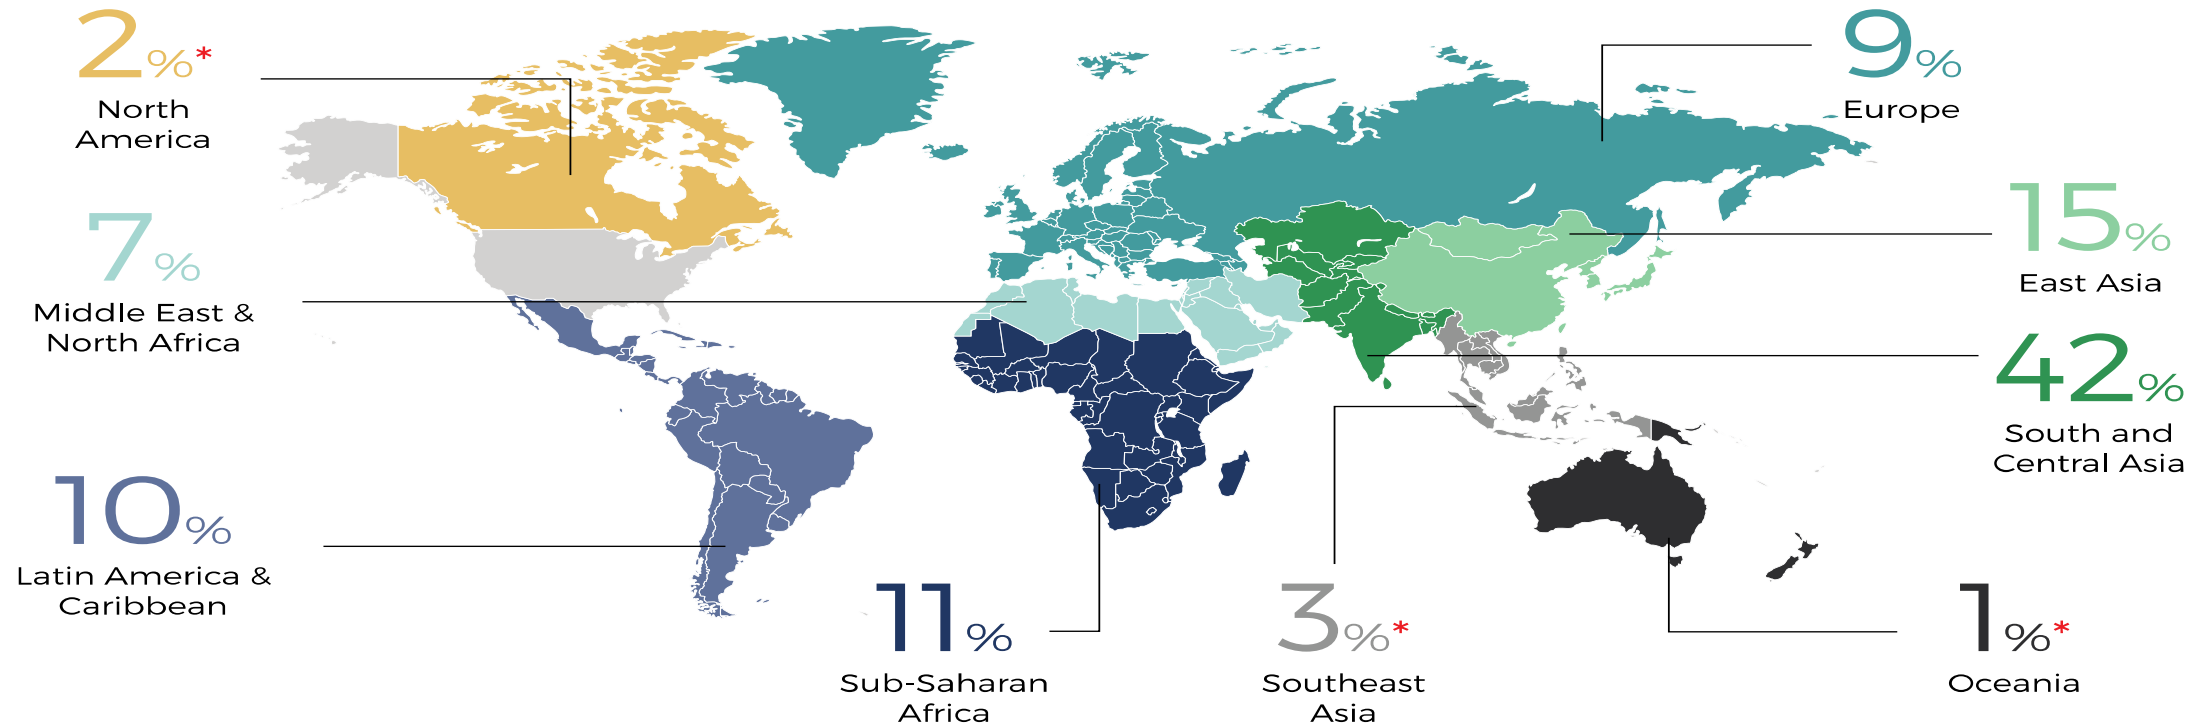 2%*
North
America
7%
Middle East &
North Africa
10%
Latin America &
Caribbean
11%
Sub-Saharan
Africa
3%*
Southeast
Asia
9%
Europe
15%
East Asia
42%
South and
Central Asia
1%*
Oceania